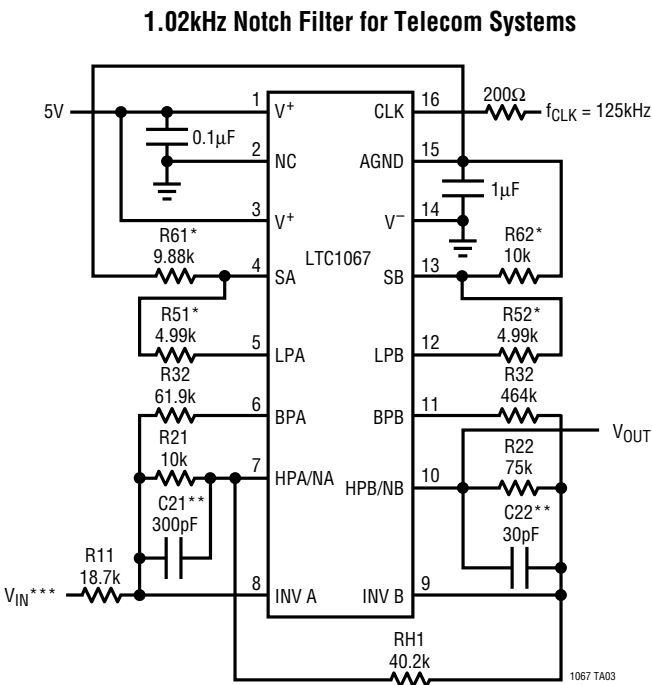 1.02kHz Notch Filter for Telecom Systems
5V
0.1µF
1 V+
2 NC
3 V+
R61*
9.88k
4 SA
R51*
4.99k
5 LPA
R32
61.9k
6 BPA
R21
10k
7 HPA/NA
C21**
300pF
R11
18.7k
VIN***
8 INV A
LTC1067
16 CLK
200Ω
fCLK = 125kHz
15 AGND
1µF
14 V−
R62*
10k
13 SB
R52*
4.99k
12 LPB
R32
464k
11 BPB
VOUT
R22
75k
10 HPB/NB
C22**
30pF
9 INV B
RH1
40.2k
1067 TA03